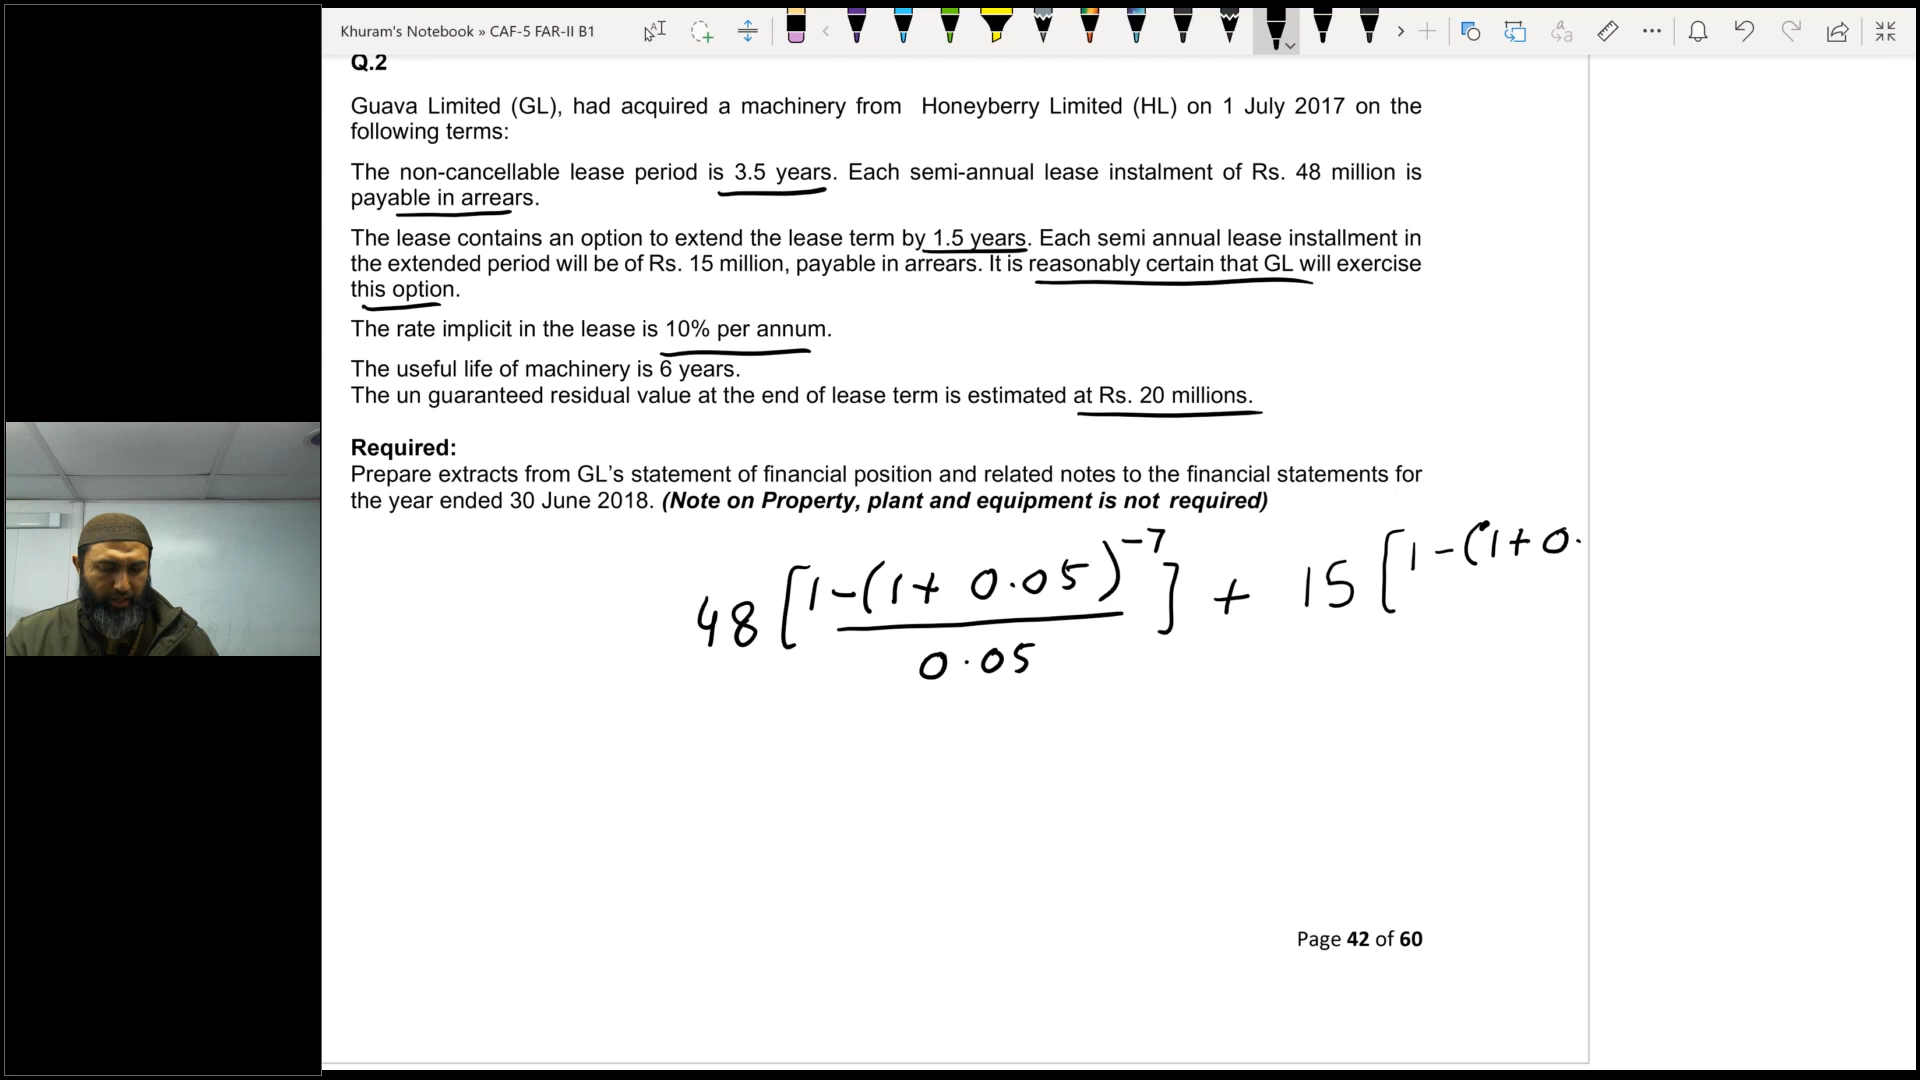 Khuram's Notebook » CAF-5 FAR-II B1
Q.2
Guava Limited (GL), had acquired a machinery from Honeyberry Limited (HL) on 1 July 2017 on the
following terms:
The non-cancellable lease period is 3.5 years. Each semi-annual lease instalment of Rs. 48 million is
payable in arrears.
The lease contains an option to extend the lease term by 1.5 years. Each semi annual lease installment in
the extended period will be of Rs. 15 million, payable in arrears. It is reasonably certain that GL will exercise
this option.
The rate implicit in the lease is 10% per annum.
The useful life of machinery is 6 years.
The un guaranteed residual value at the end of lease term is estimated at Rs. 20 millions.
Required:
Prepare extracts from GL's statement of financial position and related notes to the financial statements for
the year ended 30 June 2018. (Note on Property, plant and equipment is not required)
48 [1-(1+ 0.05)-7] + 15 [1-(1+0.
0.05
Page 42 of 60